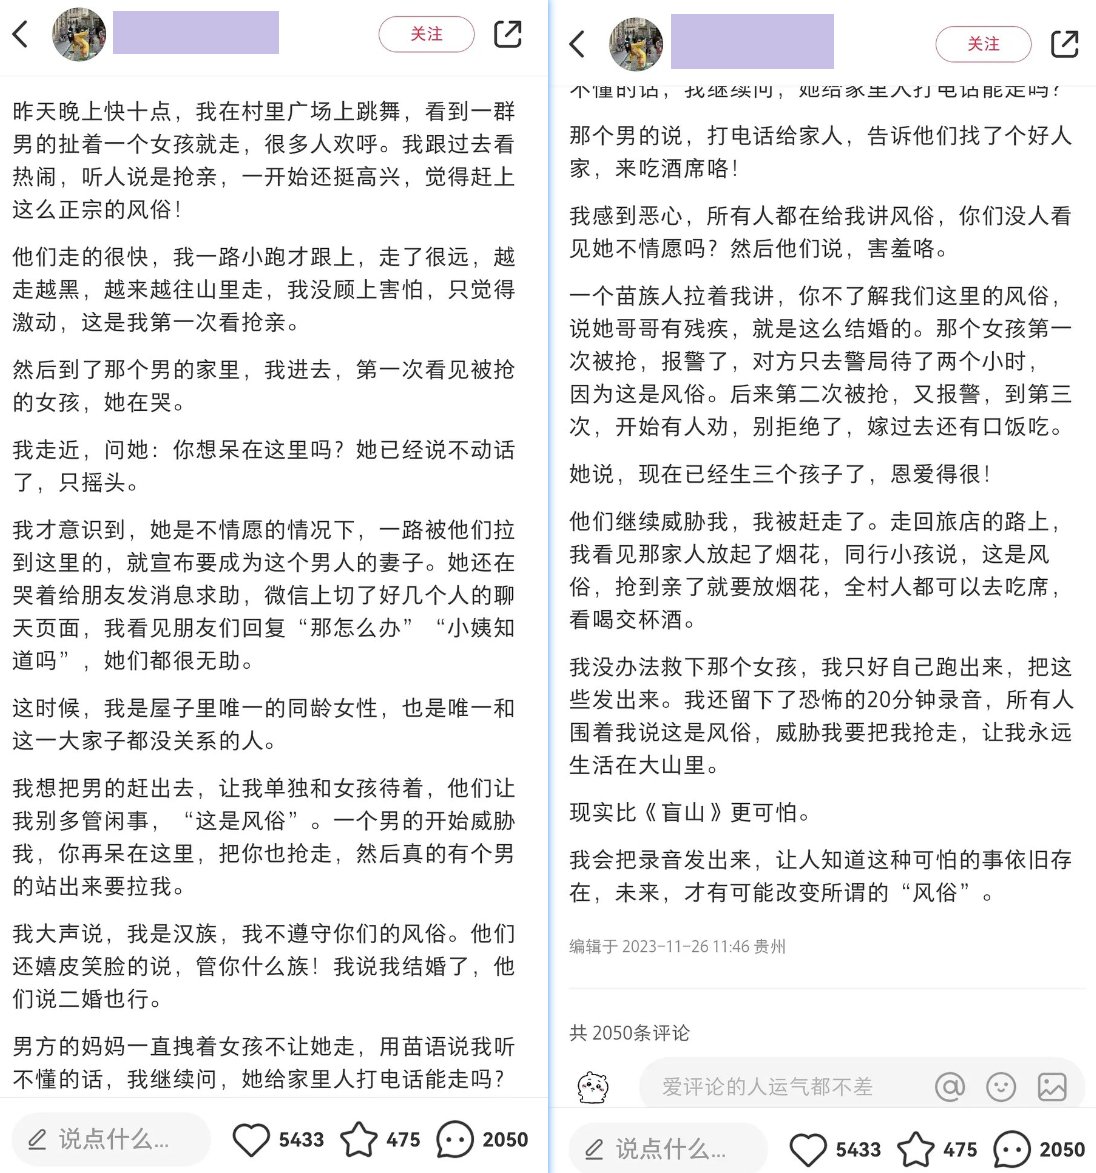 关注
昨天晚上快十点，我在村里广场上跳舞，看到一群
男的扯着一个女孩就走，很多人欢呼。我跟过去看
热闹，听人说是抢亲，一开始还挺高兴，觉得赶上
这么正宗的风俗！
他们走的很快，我一路小跑才跟上，走了很远，越
走越黑，越来越往山里走，我没顾上害怕，只觉得
激动，这是我第一次看抢亲。
然后到了那个男的家里，我进去，第一次看见被抢
的女孩，她在哭。
我走近，问她：你想呆在这里吗？她已经说不动话
了，只摇头。
我才意识到，她是不情愿的情况下，一路被他们拉
到这里的，就宣布要成为这个男人的妻子。她还在
哭着给朋友发消息求助，微信上切了好几个人的聊
天页面，我看见朋友们回复“那怎么办”“小姨知
道吗”，她们都很无助。
这时候，我是屋子里唯一的同龄女性，也是唯一和
这一大家子都没关系的人。
我想把男的赶出去，让我单独和女孩待着，他们让
我别多管闲事，“这是风俗”。一个男的开始威胁
我，你再呆在这里，把你也抢走，然后真的有个男
的站出来要拉我。
我大声说，我是汉族，我不遵守你们的风俗。他们
还嬉皮笑脸的说，管你什么族！我说我结婚了，他
们说二婚也行。
男方的妈妈一直拽着女孩不让她走，用苗语说我听
不懂的话，我继续问，她给家里人打电话能走吗？
说点什么...
5433
475
2050
关注
不懂的话，我继续问，她给家里人打电话能走吗？
那个男的说，打电话给家人，告诉他们找了个好人
家，来吃酒席咯！
我感到恶心，所有人都在给我讲风俗，你们没人看
见她不情愿吗？然后他们说，害羞咯。
一个苗族人拉着我讲，你不了解我们这里的风俗，
说她哥哥有残疾，就是这么结婚的。那个女孩第一
次被抢，报警了，对方只去警局待了两个小时，
因为这是风俗。后来第二次被抢，又报警，到第三
次，开始有人劝，别拒绝了，嫁过去还有口饭吃。
她说，现在已经生三个孩子了，恩爱得很！
他们继续威胁我，我被赶走了。走回旅店的路上，
我看见那家人放起了烟花，同行小孩说，这是风
俗，抢到亲了就要放烟花，全村人都可以去吃席，
看喝交杯酒。
我没办法救下那个女孩，我只好自己跑出来，把这
些发出来。我还留下了恐怖的20分钟录音，所有人
围着我说这是风俗，威胁我要把我抢走，让我永远
生活在大山里。
现实比《盲山》更可怕。
我会把录音发出来，让人知道这种可怕的事依旧存
在，未来，才有可能改变所谓的“风俗”。
编辑于 2023-11-26 11:46 贵州
共 2050条评论
爱评论的人运气都不差
说点什么...
5433
475
2050